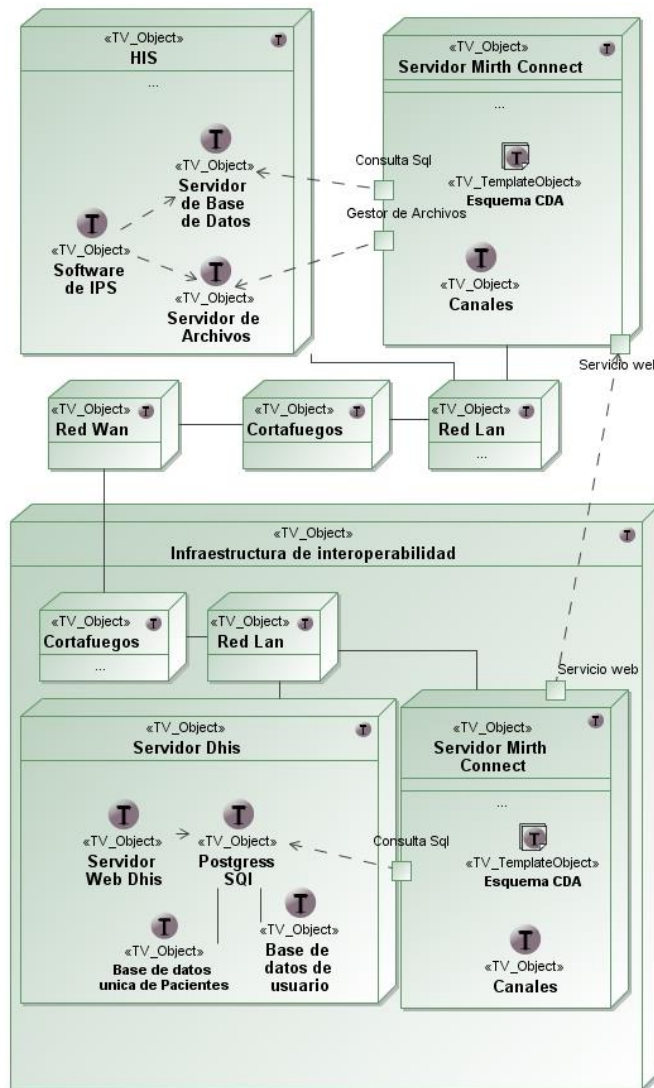 «TV_Object»
HIS
...
«TV_Object»
Servidor
de Base
de Datos
«TV_Object»
Software
de IPS
«TV_Object»
Servidor de
Archivos
«TV_Object»
Servidor Mirth Connect
...
Consulta Sql
«TV_TemplateObject»
Esquema CDA
Gestor de Archivos
«TV_Object»
Canales
Servicio web
«TV_Object»
Red Wan
«TV_Object»
Cortafuegos
«TV_Object»
Red Lan
...
«TV_Object»
Infraestructura de interoperabilidad
«TV_Object»
Cortafuegos
...
«TV_Object»
Red Lan
Servicio web
«TV_Object»
Servidor Dhis
«TV_Object»
Servidor
Web Dhis
«TV_Object»
Postgress
SQl
«TV_Object»
Base de datos
unica de Pacientes
«TV_Object»
Base de
datos de
usuario
«TV_Object»
Servidor Mirth
Connect
...
Consulta Sql
«TV_TemplateObject»
Esquema CDA
«TV_Object»
Canales